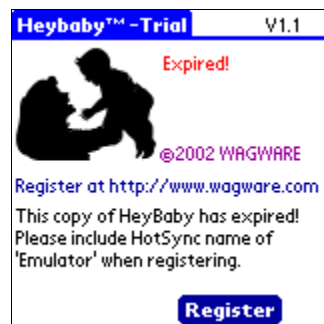 Heybaby™-Trial V1.1
Expired!
©2002 WAGWARE
Register at http://www.wagware.com
This copy of HeyBaby has expired!
Please include HotSync name of
'Emulator' when registering.
Register